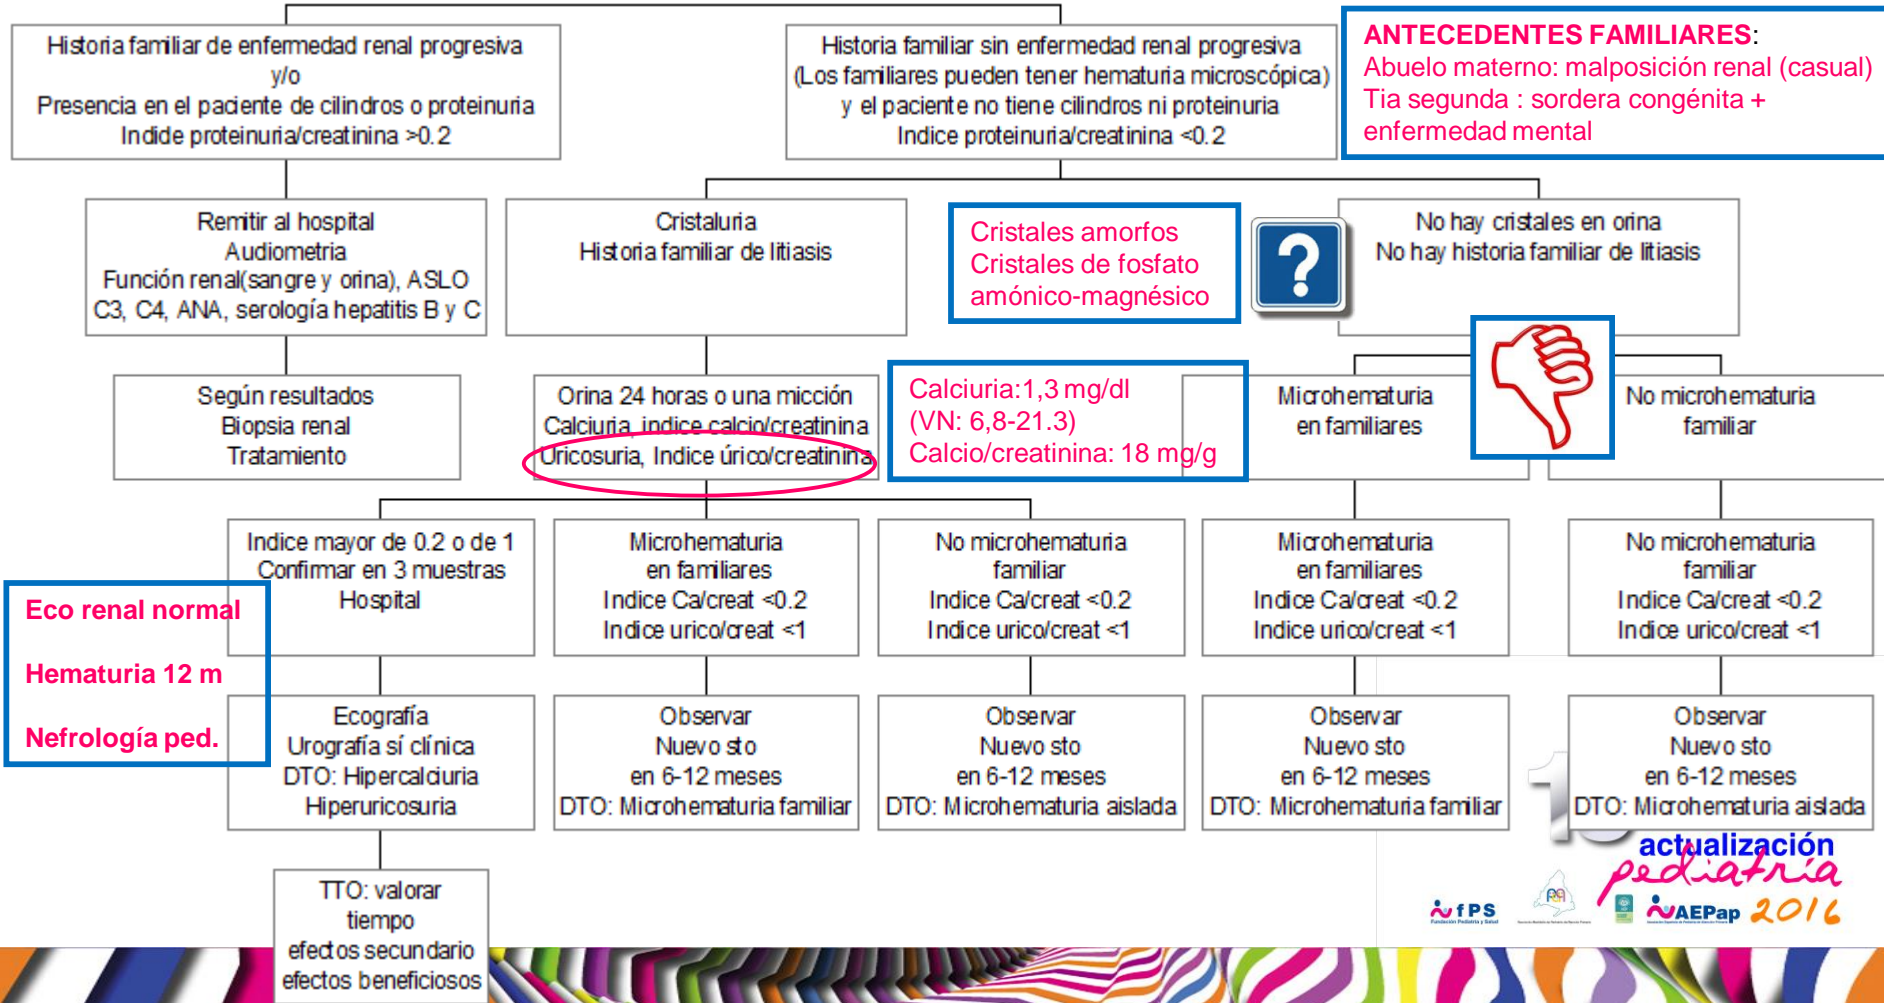 Historia familiar de enfermedad renal progresiva
y/o
Presencia en el paciente de cilindros o proteinuria
Indide proteinuria/creatinina >0.2
Historia familiar sin enfermedad renal progresiva
(Los familiares pueden tener hematuria microscópica)
y el paciente no tiene cilindros ni proteinuria
Indice proteinuria/creatinina <0.2
ANTECEDENTES FAMILIARES:
Abuelo materno: malposición renal (casual)
Tia segunda : sordera congénita +
enfermedad mental
Remitir al hospital
Audiometria
Función renal(sangre y orina), ASLO
C3, C4, ANA, serología hepatitis B y C
Cristaluria
Historia familiar de litiasis
Cristales amorfos
Cristales de fosfato
amónico-magnésico
?
No hay cristales en orina
No hay historia familiar de litiasis
Según resultados
Biopsia renal
Tratamiento
Orina 24 horas o una micción
Calciuria, indice calcio/creatinina
Uricosuria, Indice úrico/creatinina
Calciuria:1,3 mg/dl
(VN: 6,8-21.3)
Calcio/creatinina: 18 mg/g
Microhematuria
en familiares
No microhematuria
familiar
Indice mayor de 0.2 o de 1
Confirmar en 3 muestras
Hospital
Microhematuria
en familiares
Indice Ca/creat <0.2
Indice urico/creat <1
No microhematuria
familiar
Indice Ca/creat <0.2
Indice urico/creat <1
Microhematuria
en familiares
Indice Ca/creat <0.2
Indice urico/creat <1
No microhematuria
familiar
Indice Ca/creat <0.2
Indice urico/creat <1
Eco renal normal
Hematuria 12 m
Nefrología ped.
Ecografía
Urografía sí clínica
DTO: Hipercalciuria
Hiperuricosuria
Observar
Nuevo sto
en 6-12 meses
DTO: Microhematuria familiar
Observar
Nuevo sto
en 6-12 meses
DTO: Microhematuria aislada
Observar
Nuevo sto
en 6-12 meses
DTO: Microhematuria familiar
Observar
Nuevo sto
en 6-12 meses
DTO: Microhematuria aislada
TTO: valorar
tiempo
efectos secundario
efectos beneficiosos
actualización
pediatría
2016
fPS
Fundación Pediatría y Salud
AEPap